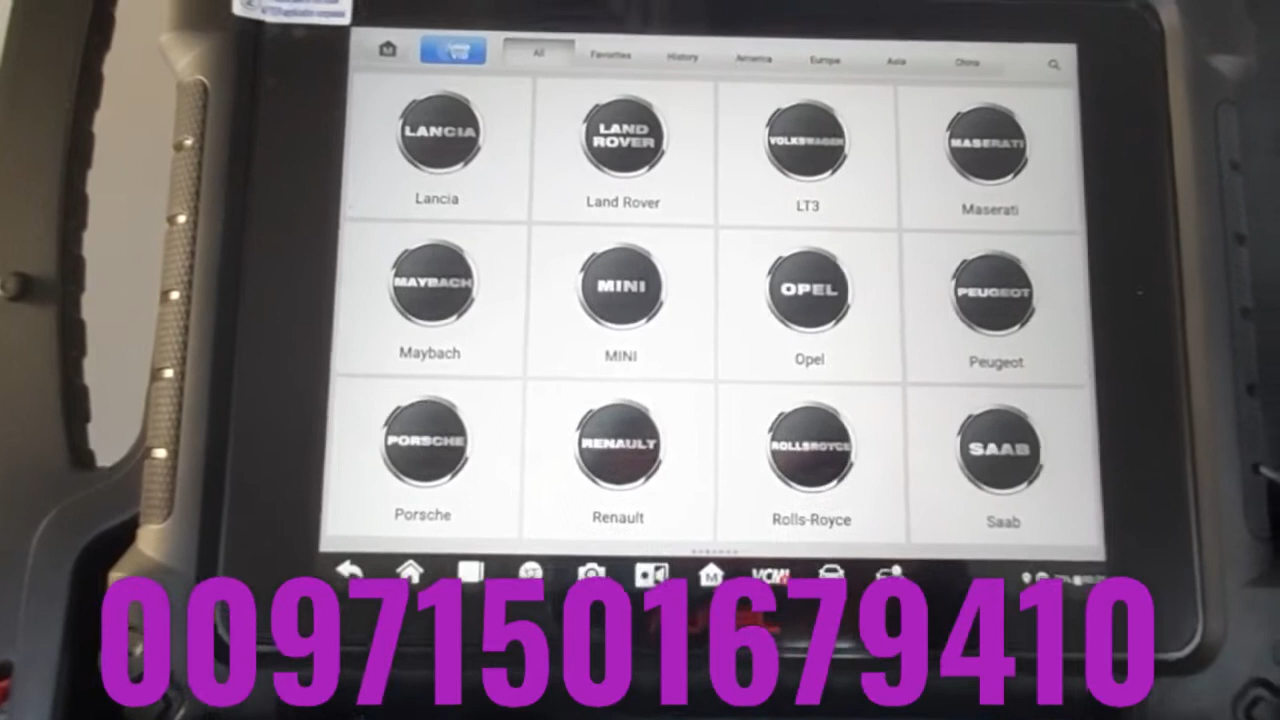 All Favorites History America Europe Asia China
LANCIA LAND ROVER VOLKSWAGEN MASERATI
Lancia Land Rover LT3 Maserati
MAYBACH MINI OPEL PEUGEOT
Maybach MINI Opel Peugeot
PORSCHE RENAULT ROLLSROYCE SAAB
Porsche Renault Rolls-Royce Saab
M VCMI
00971501679410